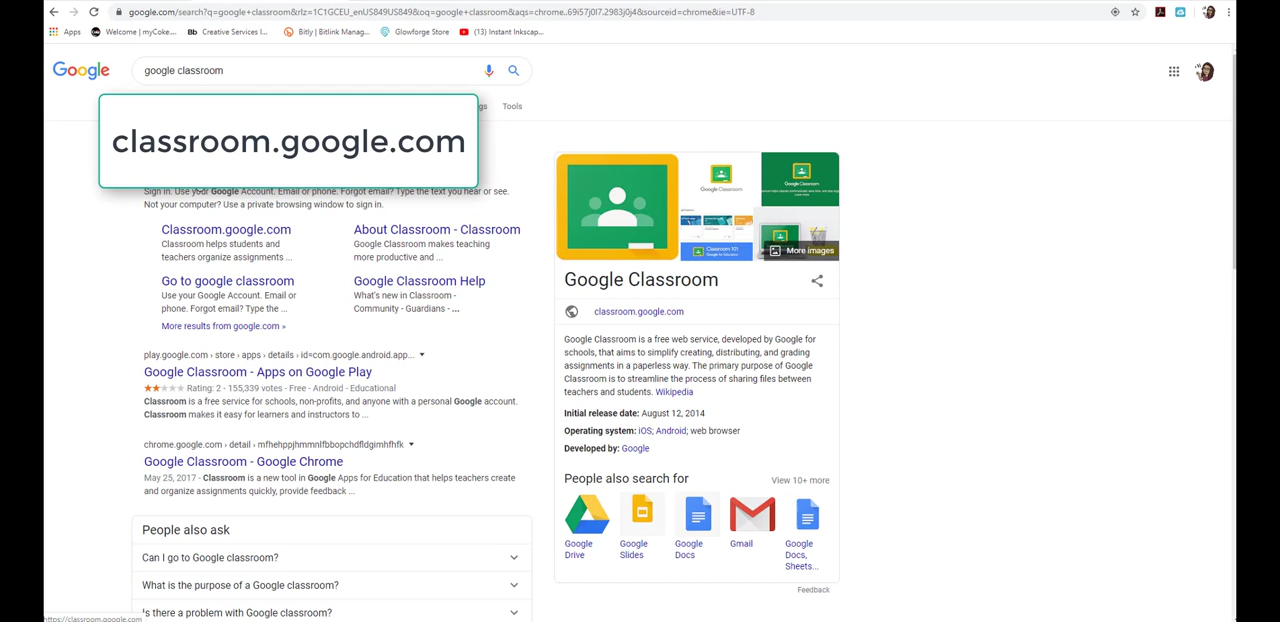 google.com/search?q=google+classroom&rlz=1C1GCEU_enUS849US849&oq=google+classroom&aqs=chrome..69i57j0l7.2983j0j4&sourceid=chrome&ie=UTF-8
Apps
Welcome | myCoke...
Bb Creative Services I...
Bitly | Bitlink Manag...
Glowforge Store
(13) Instant Inkscap...
Google
google classroom
gs Tools
classroom.google.com
Sign in. Use your Google Account. Email or phone. Forgot email? Type the text you hear or see.
Not your computer? Use a private browsing window to sign in.
Classroom.google.com
Classroom helps students and
teachers organize assignments ...
About Classroom - Classroom
Google Classroom makes teaching
more productive and ...
Go to google classroom
Use your Google Account. Email or
phone. Forgot email? Type the ...
Google Classroom Help
What's new in Classroom -
Community - Guardians - ...
More results from google.com »
play.google.com › store › apps › details › id=com.google.android.app...
Google Classroom - Apps on Google Play
Rating: 2 - 155,339 votes - Free - Android - Educational
Classroom is a free service for schools, non-profits, and anyone with a personal Google account.
Classroom makes it easy for learners and instructors to ...
chrome.google.com › detail › mfhehppjhmmnlfbbopchdfldgimhfhfk
Google Classroom - Google Chrome
May 25, 2017 - Classroom is a new tool in Google Apps for Education that helps teachers create
and organize assignments quickly, provide feedback ...
People also ask
Can I go to Google classroom?
What is the purpose of a Google classroom?
Is there a problem with Google classroom?
https://classroom.google.com
Google Classroom
Google Classroom
Classroom 101
More images
Google Classroom
classroom.google.com
Google Classroom is a free web service, developed by Google for
schools, that aims to simplify creating, distributing, and grading
assignments in a paperless way. The primary purpose of Google
Classroom is to streamline the process of sharing files between
teachers and students. Wikipedia
Initial release date: August 12, 2014
Operating system: iOS; Android; web browser
Developed by: Google
People also search for
View 10+ more
Google
Drive
Google
Slides
Google
Docs
Gmail
Google
Docs,
Sheets...
Feedback